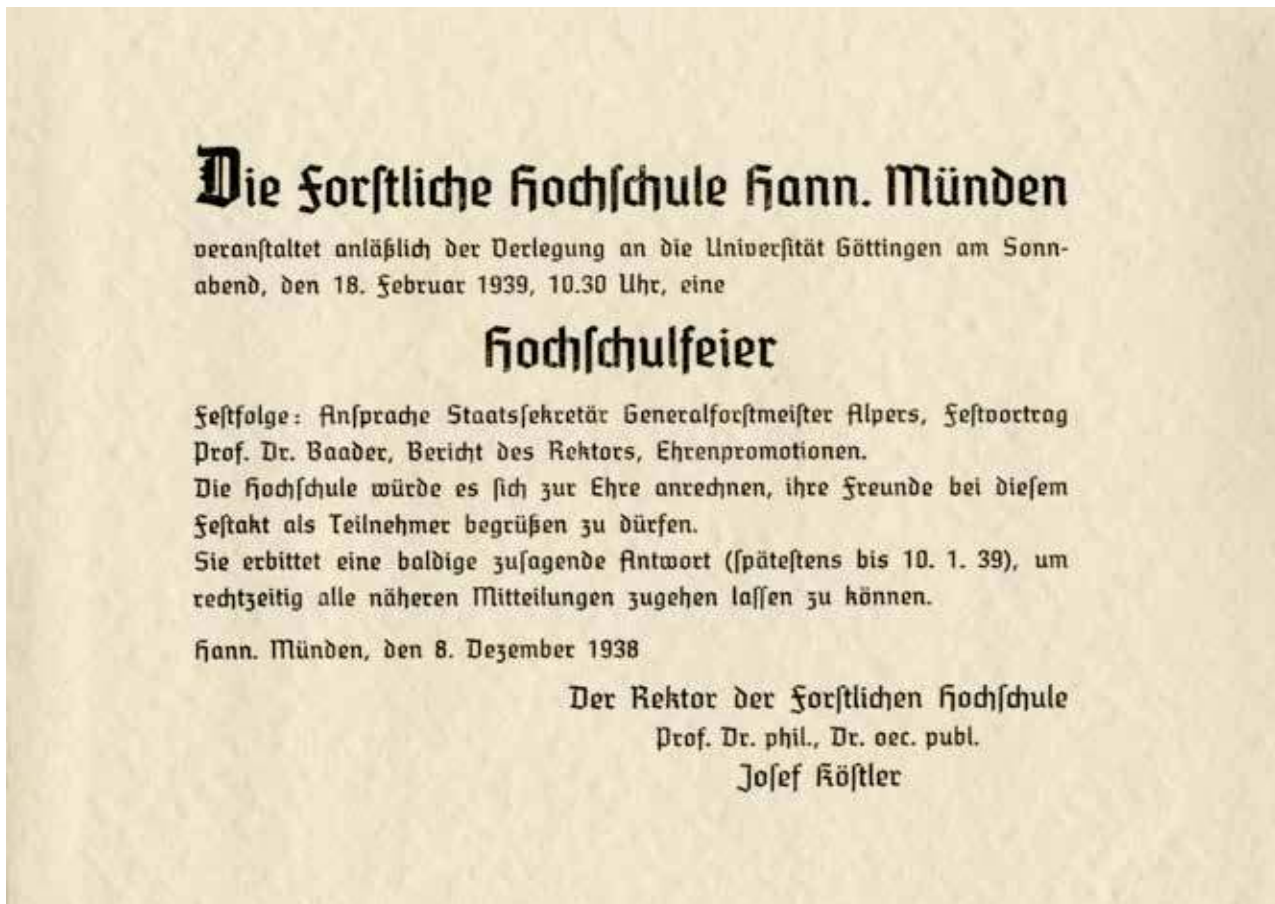 Die Forstliche Hochschule Hann. Münden
veranstaltet anläßlich der Verlegung an die Universität Göttingen am Sonn-
abend, den 18. Februar 1939, 10.30 Uhr, eine
Hochschulfeier
Festfolge: Ansprache Staatssekretär Generalforstmeister Alpers, Festvortrag
Prof. Dr. Baader, Bericht des Rektors, Ehrenpromotionen.
Die Hochschule würde es sich zur Ehre anrechnen, ihre Freunde bei diesem
Festakt als Teilnehmer begrüßen zu dürfen.
Sie erbittet eine baldige zusagende Antwort (spätestens bis 10. 1. 39), um
rechtzeitig alle näheren Mitteilungen zugehen lassen zu können.
Hann. Münden, den 8. Dezember 1938
Der Rektor der Forstlichen Hochschule
Prof. Dr. phil., Dr. oec. publ.
Josef Köstler